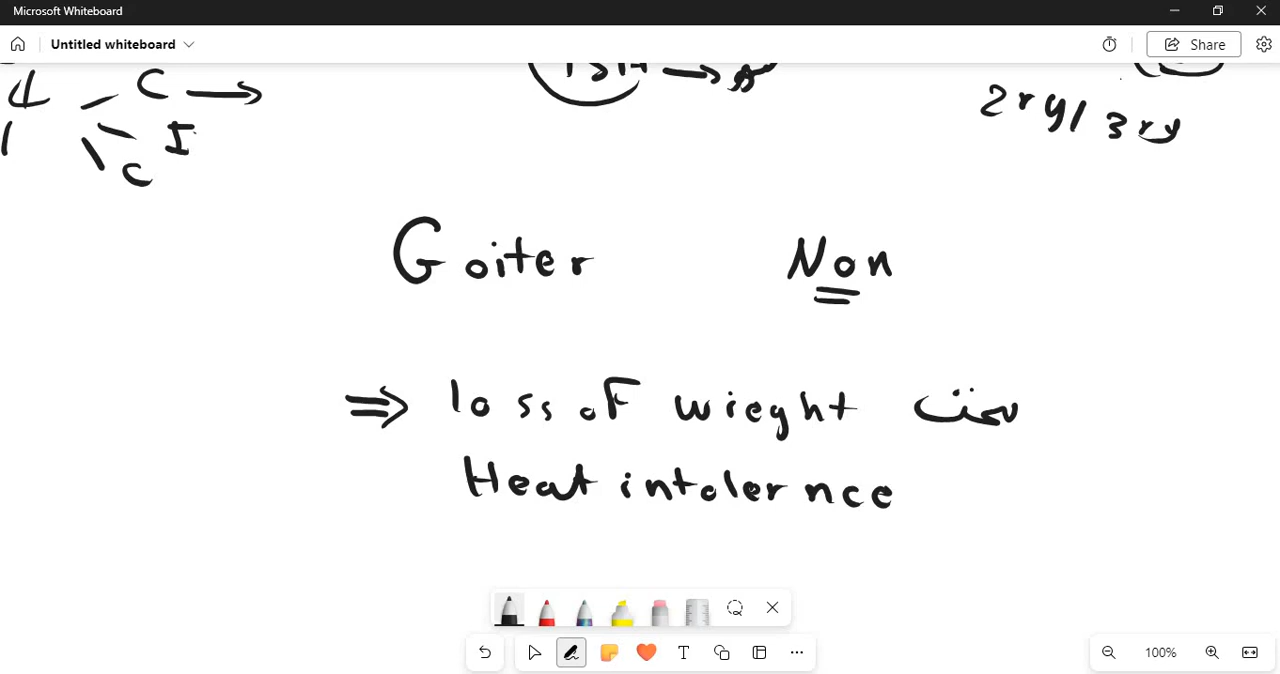 Microsoft Whiteboard
Untitled whiteboard
Share
C
I
C
2ry/3ry
Goiter Non
loss of wieght
Heat intolernce
T
100%